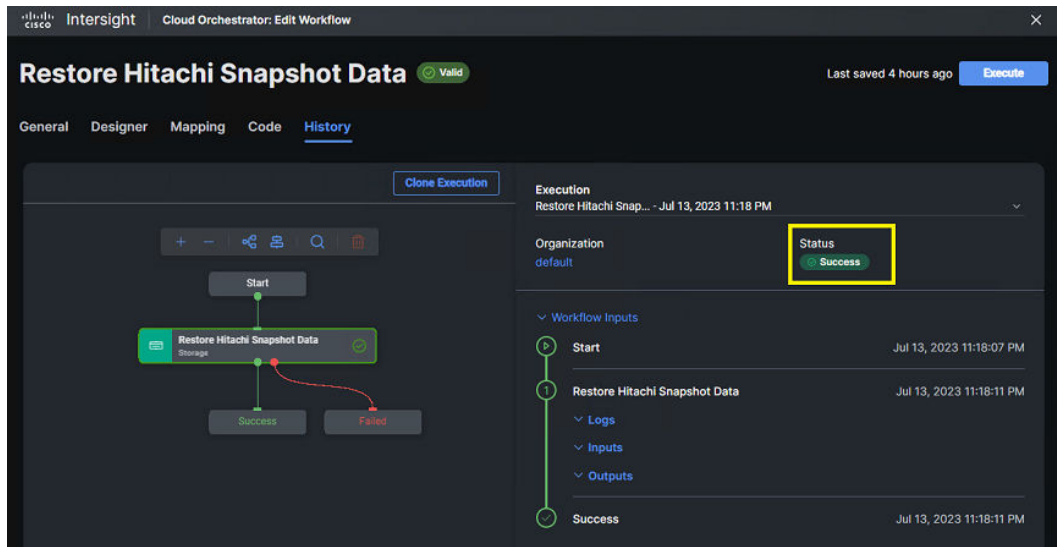 cisco Intersight Cloud Orchestrator: Edit Workflow
Restore Hitachi Snapshot Data Valid
Last saved 4 hours ago Execute
General Designer Mapping Code History
Clone Execution
Start
Restore Hitachi Snapshot Data
Storage
Success Failed
Execution
Restore Hitachi Snap... - Jul 13, 2023 11:18 PM
Organization Status
default Success
Workflow Inputs
Start Jul 13, 2023 11:18:07 PM
1 Restore Hitachi Snapshot Data Jul 13, 2023 11:18:11 PM
Logs
Inputs
Outputs
Success Jul 13, 2023 11:18:11 PM